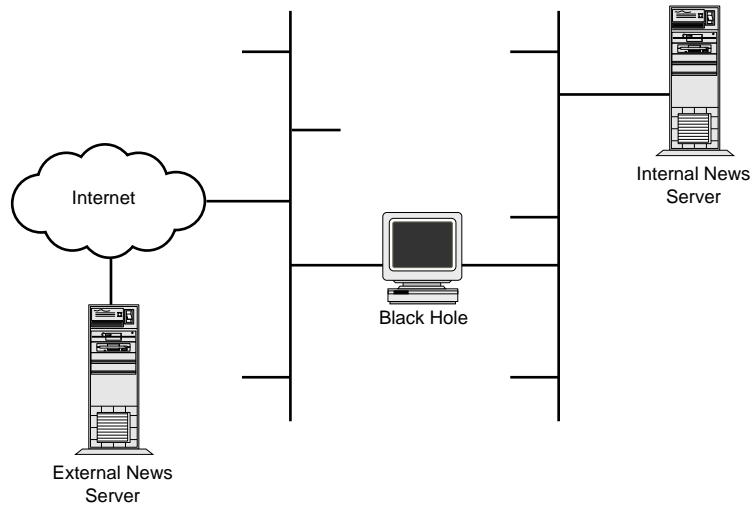 Internal News
Server
Internet
Black Hole
External News
Server